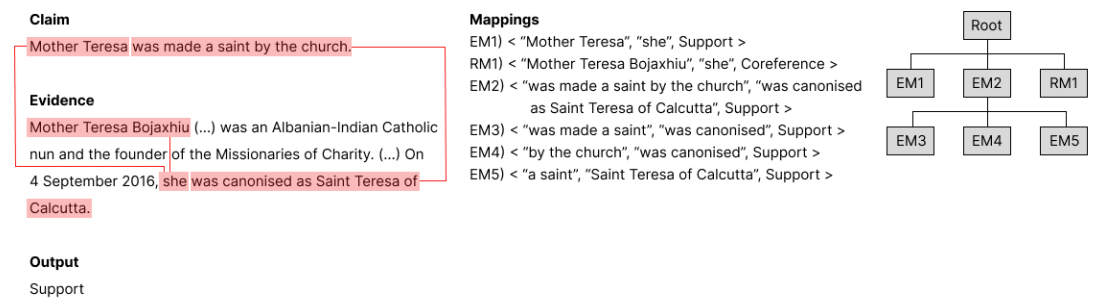 Claim
Mother Teresa was made a saint by the church.
Evidence
Mother Teresa Bojaxhiu (...) was an Albanian-Indian Catholic
nun and the founder of the Missionaries of Charity. (...) On
4 September 2016, she was canonised as Saint Teresa of
Calcutta.
Output
Support
Mappings
EM1) < “Mother Teresa”, “she”, Support >
RM1) < “Mother Teresa Bojaxhiu”, “she”, Coreference >
EM2) < “was made a saint by the church”, “was canonised
as Saint Teresa of Calcutta”, Support >
EM3) < “was made a saint”, “was canonised”, Support >
EM4) < “by the church”, “was canonised”, Support >
EM5) < “a saint”, “Saint Teresa of Calcutta”, Support >
Root
EM1 EM2 RM1
EM3 EM4 EM5